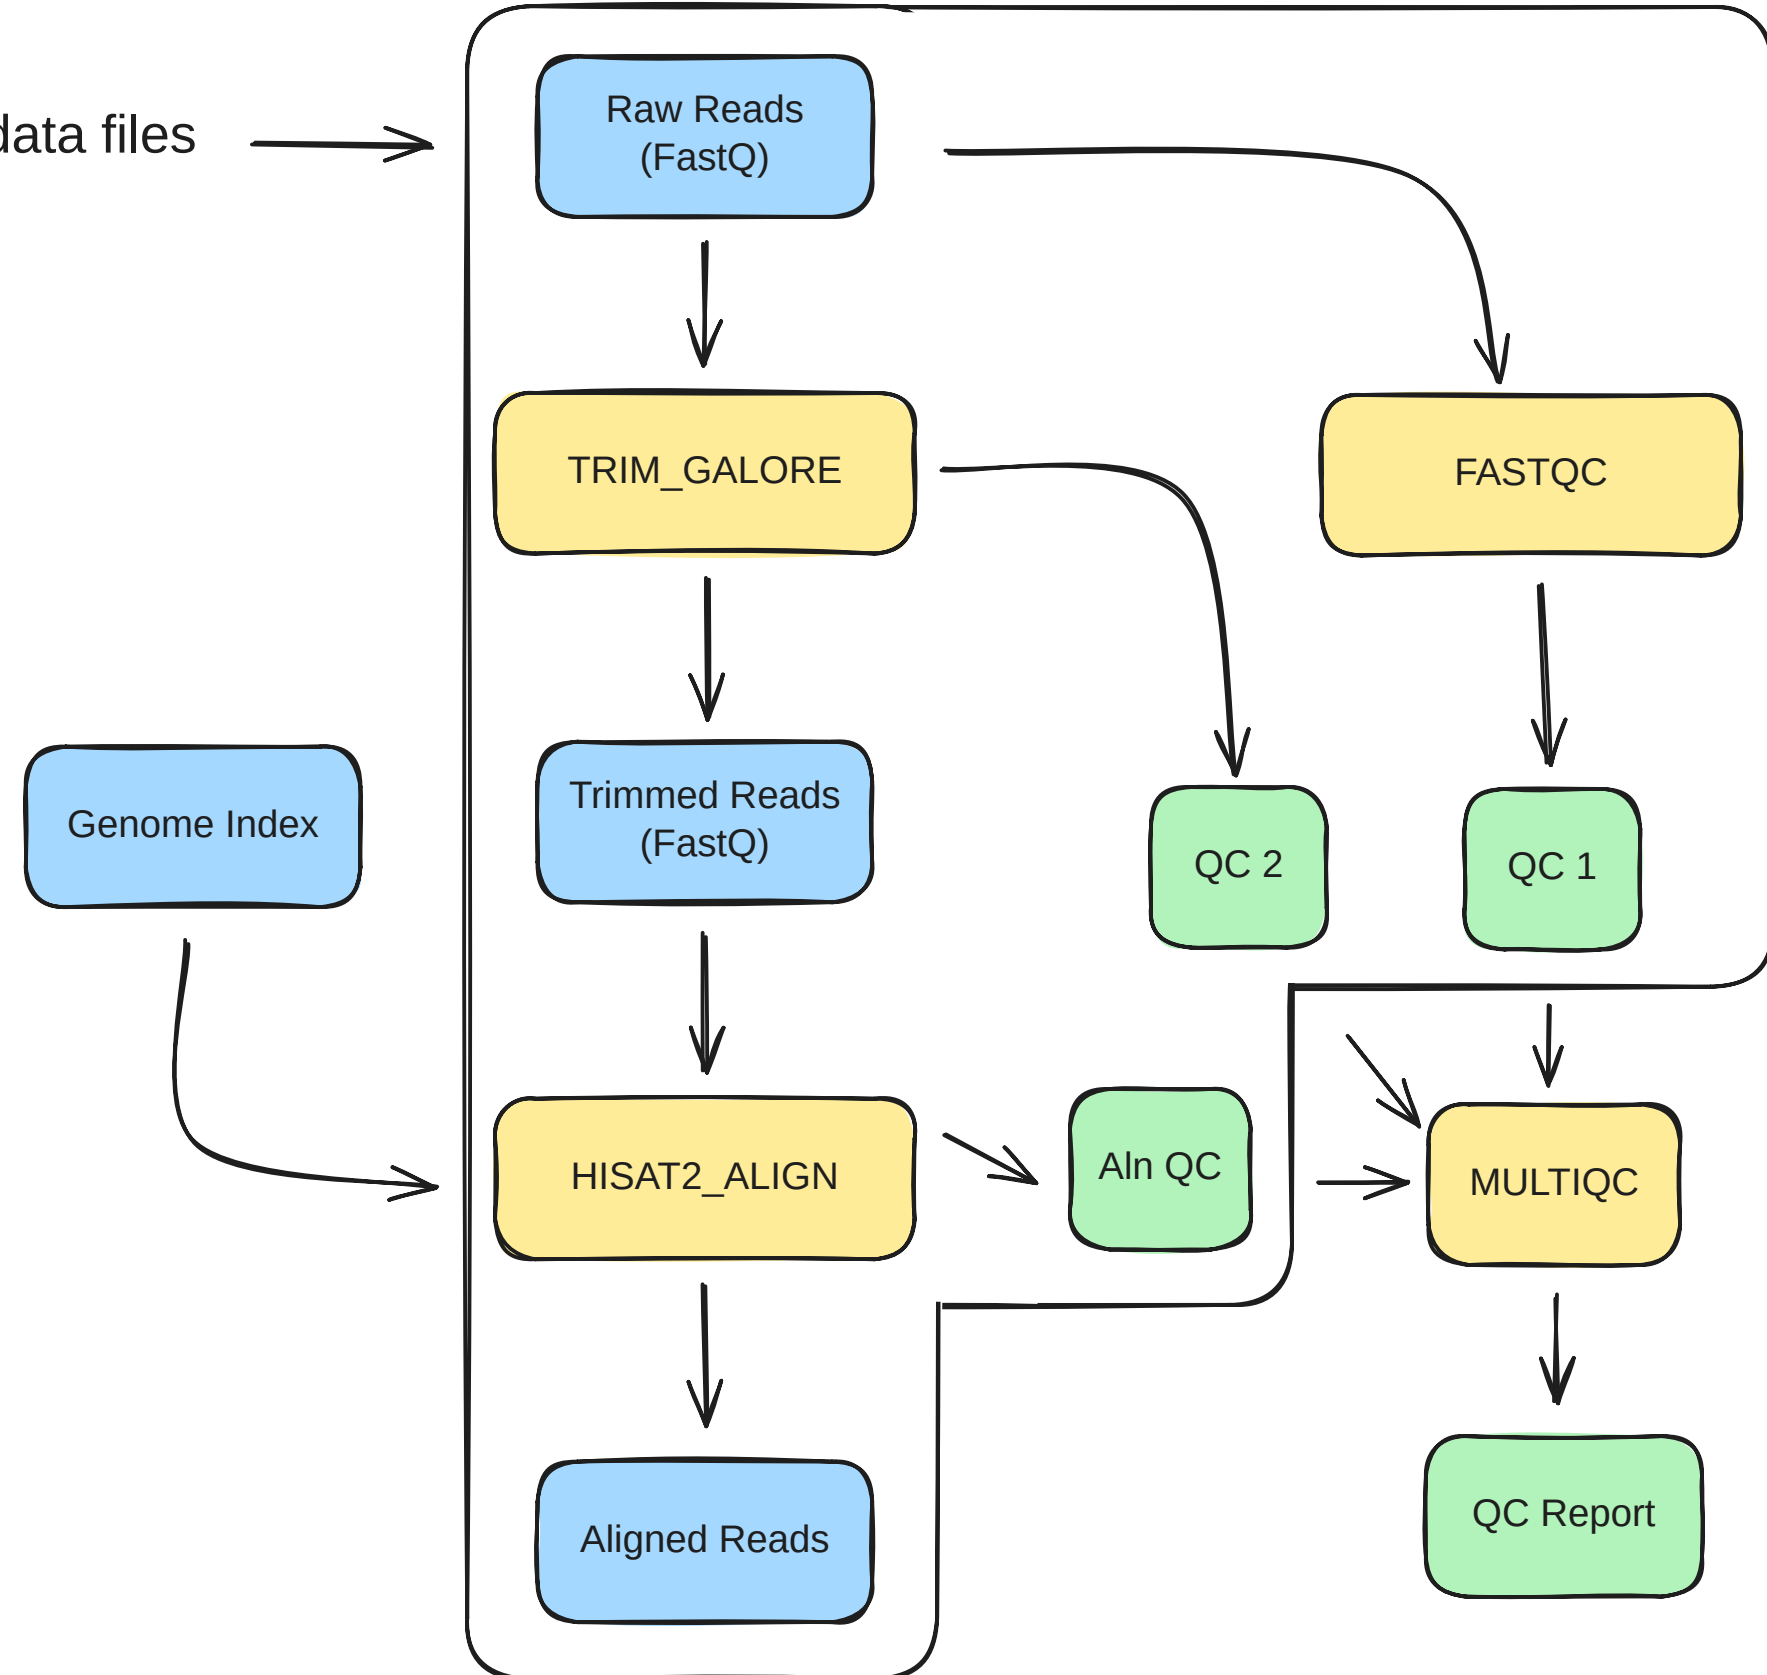 Raw Reads
(FastQ)
data files
TRIM_GALORE
FASTQC
Trimmed Reads
(FastQ)
Genome Index
QC 2
QC 1
HISAT2_ALIGN
Aln QC
MULTIQC
Aligned Reads
QC Report